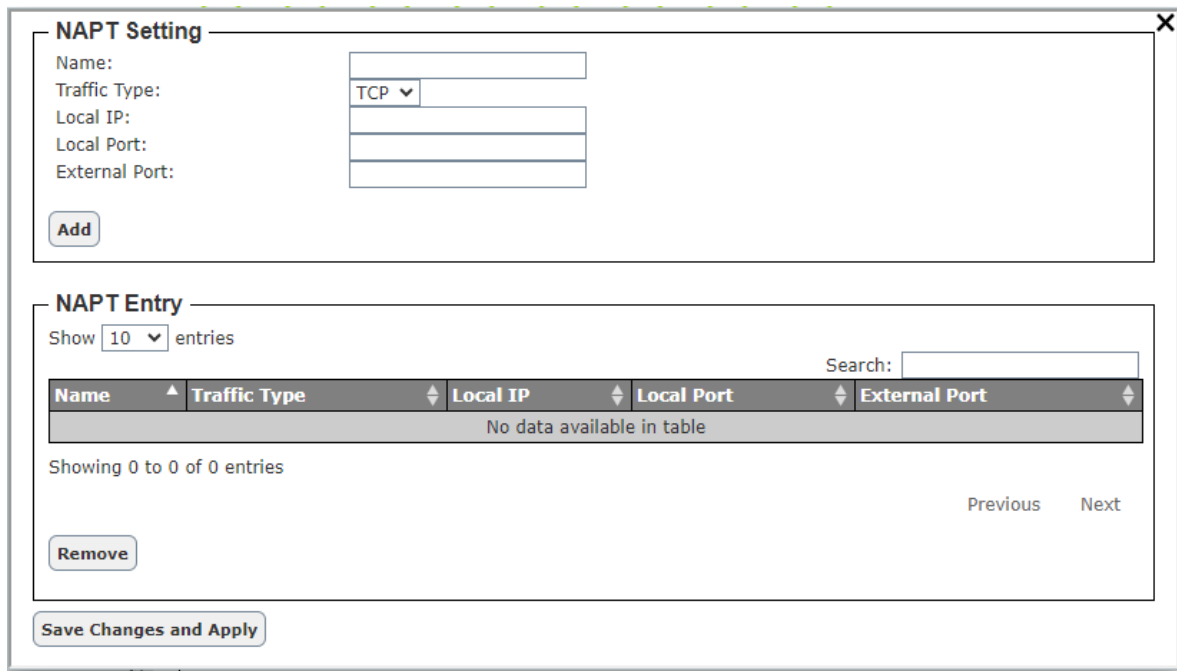 NAPT Setting
Name:
Traffic Type: TCP
Local IP:
Local Port:
External Port:
Add
NAPT Entry
Show 10 entries
Search:
Name Traffic Type Local IP Local Port External Port
No data available in table
Showing 0 to 0 of 0 entries
Previous Next
Remove
Save Changes and Apply